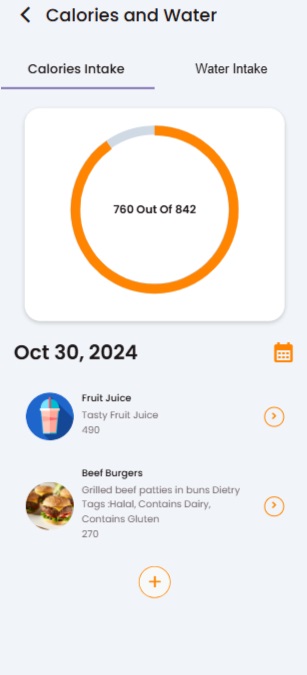 Calories and Water
Calories Intake
Water Intake
760 Out Of 842
Oct 30, 2024
Fruit Juice
Tasty Fruit Juice
490
Beef Burgers
Grilled beef patties in buns Dietry
Tags :Halal, Contains Dairy,
Contains Gluten
270